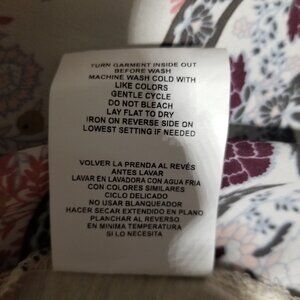 TURN GARMENT INSIDE OUT
BEFORE WASH
MACHINE WASH COLD WITH
LIKE COLORS
GENTLE CYCLE
DO NOT BLEACH
LAY FLAT TO DRY
IRON ON REVERSE SIDE ON
LOWEST SETTING IF NEEDED
VOLVER LA PRENDA AL REVÉS
ANTES LAVAR
LAVAR EN LAVADORA CON AGUA FRIA
CON COLORES SIMILARES
CICLO DELICADO
NO USAR BLANQUEADOR
HACER SECAR EXTENDIDO EN PLANO
PLANCHAR AL REVERSO
EN MINIMA TEMPERATURA
SI LO NECESITA